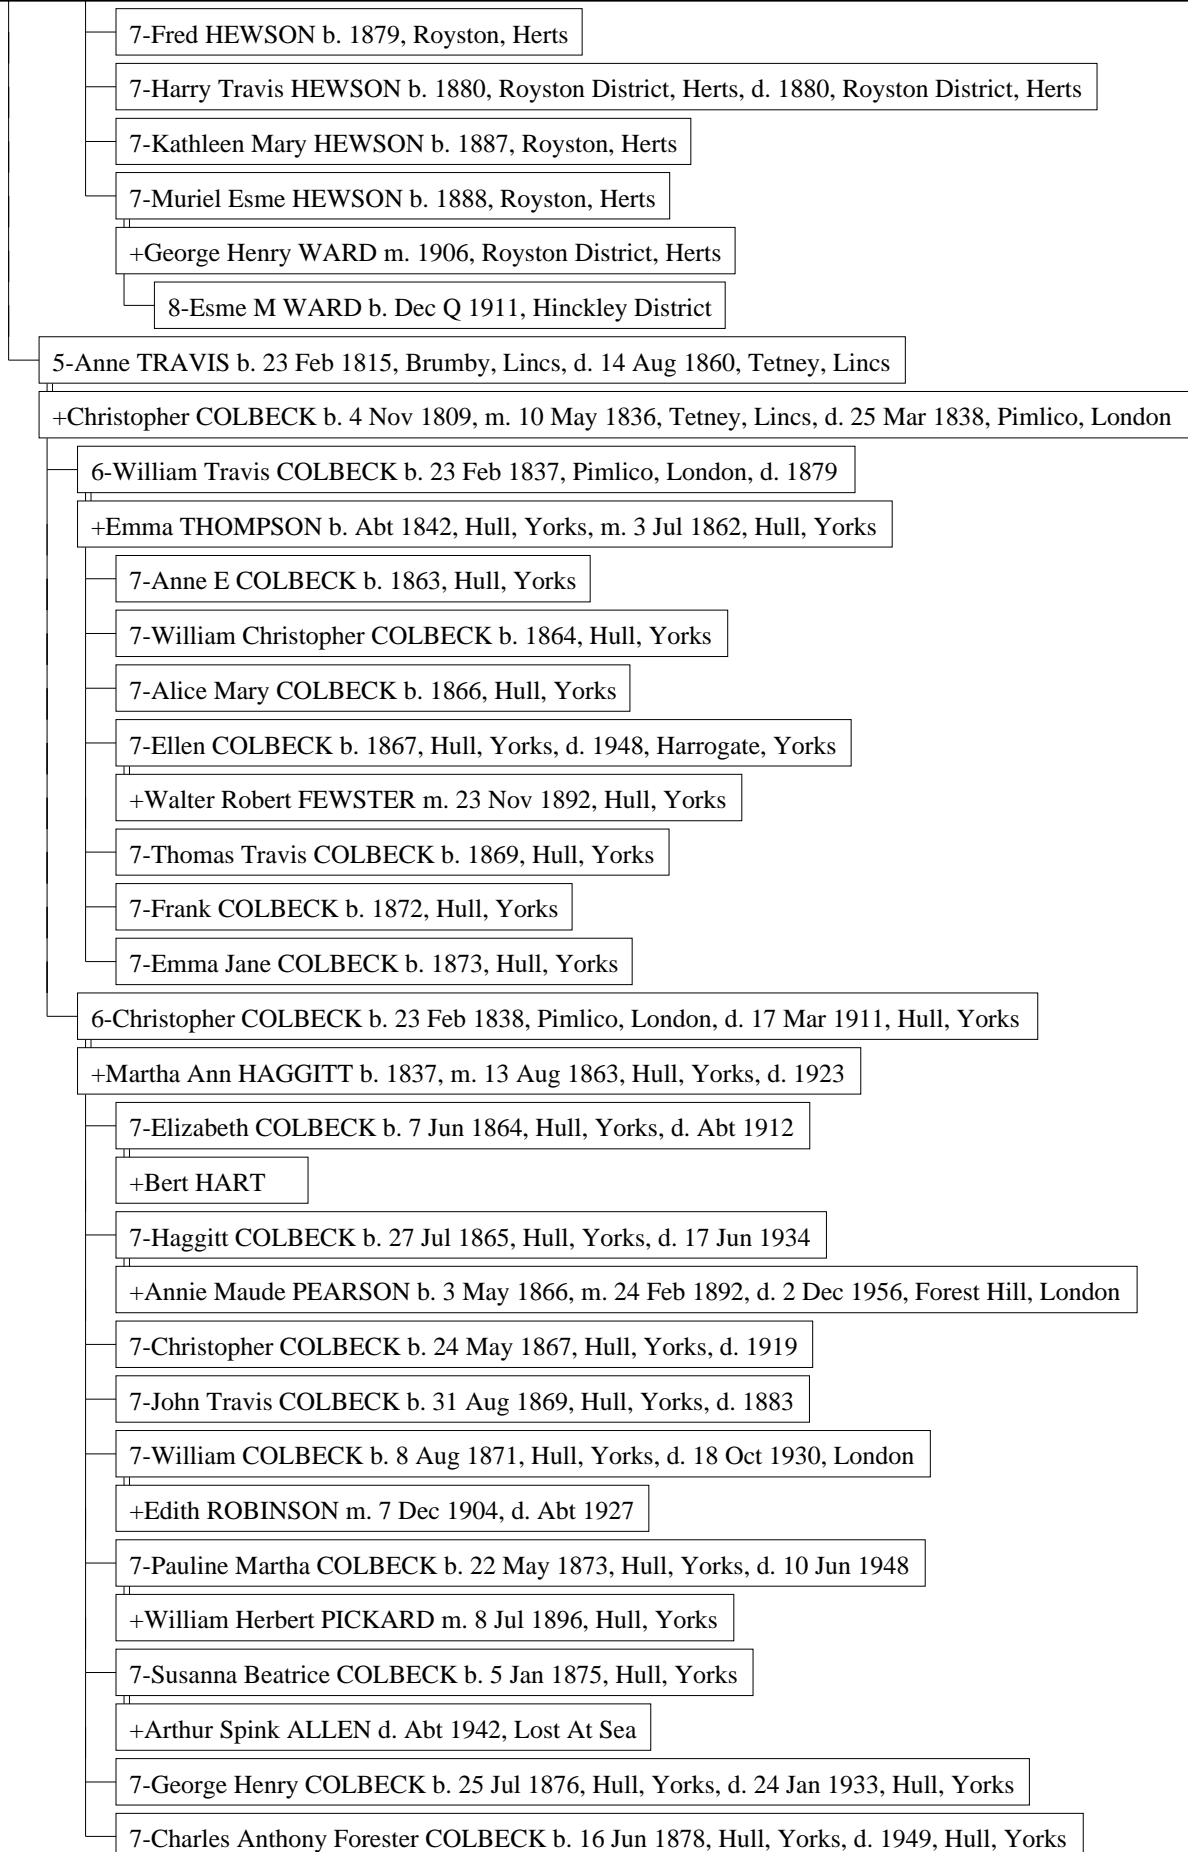 7-Fred HEWSON b. 1879, Royston, Herts
7-Harry Travis HEWSON b. 1880, Royston District, Herts, d. 1880, Royston District, Herts
7-Kathleen Mary HEWSON b. 1887, Royston, Herts
7-Muriel Esme HEWSON b. 1888, Royston, Herts
+George Henry WARD m. 1906, Royston District, Herts
8-Esme M WARD b. Dec Q 1911, Hinckley District
5-Anne TRAVIS b. 23 Feb 1815, Brumby, Lincs, d. 14 Aug 1860, Tetney, Lincs
+Christopher COLBECK b. 4 Nov 1809, m. 10 May 1836, Tetney, Lincs, d. 25 Mar 1838, Pimlico, London
6-William Travis COLBECK b. 23 Feb 1837, Pimlico, London, d. 1879
+Emma THOMPSON b. Abt 1842, Hull, Yorks, m. 3 Jul 1862, Hull, Yorks
7-Anne E COLBECK b. 1863, Hull, Yorks
7-William Christopher COLBECK b. 1864, Hull, Yorks
7-Alice Mary COLBECK b. 1866, Hull, Yorks
7-Ellen COLBECK b. 1867, Hull, Yorks, d. 1948, Harrogate, Yorks
+Walter Robert FEWSTER m. 23 Nov 1892, Hull, Yorks
7-Thomas Travis COLBECK b. 1869, Hull, Yorks
7-Frank COLBECK b. 1872, Hull, Yorks
7-Emma Jane COLBECK b. 1873, Hull, Yorks
6-Christopher COLBECK b. 23 Feb 1838, Pimlico, London, d. 17 Mar 1911, Hull, Yorks
+Martha Ann HAGGITT b. 1837, m. 13 Aug 1863, Hull, Yorks, d. 1923
7-Elizabeth COLBECK b. 7 Jun 1864, Hull, Yorks, d. Abt 1912
+Bert HART
7-Haggitt COLBECK b. 27 Jul 1865, Hull, Yorks, d. 17 Jun 1934
+Annie Maude PEARSON b. 3 May 1866, m. 24 Feb 1892, d. 2 Dec 1956, Forest Hill, London
7-Christopher COLBECK b. 24 May 1867, Hull, Yorks, d. 1919
7-John Travis COLBECK b. 31 Aug 1869, Hull, Yorks, d. 1883
7-William COLBECK b. 8 Aug 1871, Hull, Yorks, d. 18 Oct 1930, London
+Edith ROBINSON m. 7 Dec 1904, d. Abt 1927
7-Pauline Martha COLBECK b. 22 May 1873, Hull, Yorks, d. 10 Jun 1948
+William Herbert PICKARD m. 8 Jul 1896, Hull, Yorks
7-Susanna Beatrice COLBECK b. 5 Jan 1875, Hull, Yorks
+Arthur Spink ALLEN d. Abt 1942, Lost At Sea
7-George Henry COLBECK b. 25 Jul 1876, Hull, Yorks, d. 24 Jan 1933, Hull, Yorks
7-Charles Anthony Forester COLBECK b. 16 Jun 1878, Hull, Yorks, d. 1949, Hull, Yorks